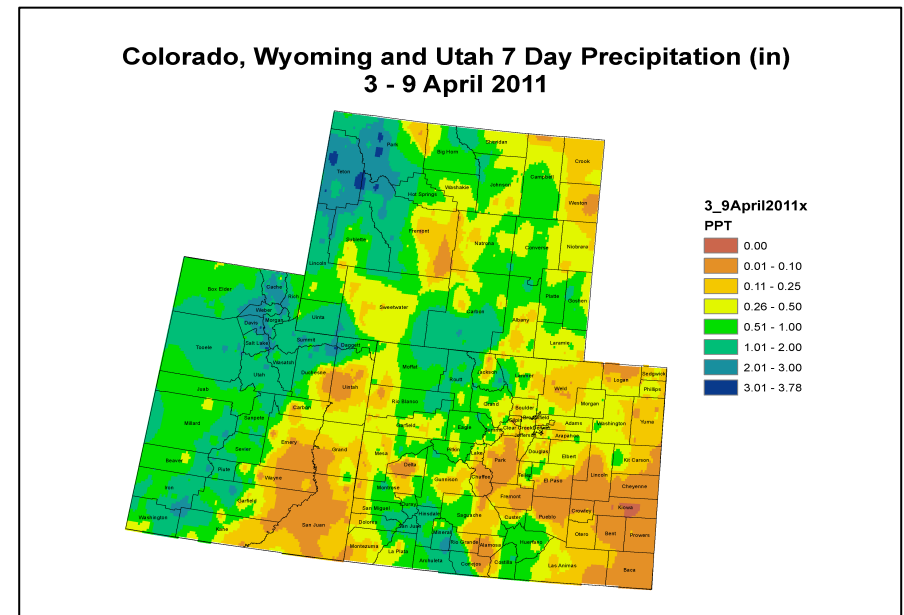 Colorado, Wyoming and Utah 7 Day Precipitation (in)
3 - 9 April 2011
3_9April2011x
PPT
0.00
0.01 - 0.10
0.11 - 0.25
0.26 - 0.50
0.51 - 1.00
1.01 - 2.00
2.01 - 3.00
3.01 - 3.78
Park
Sheridan
Big Horn
Crook
Teton
Campbell
Johnson
Washakie
Hot Springs
Weston
Fremont
Sublette
Natrona
Converse
Niobrara
Lincoln
Platte
Goshen
Sweetwater
Carbon
Albany
Uinta
Laramie
Box Elder
Cache
Rich
Weber
Morgan
Davis
Salt Lake
Summit
Daggett
Tooele
Wasatch
Utah
Duchesne
Uintah
Juab
Carbon
Sanpete
Millard
Emery
Grand
Sevier
Beaver
Piute
Wayne
Iron
Garfield
Washington
Kane
San Juan
Moffat
Routt
Jackson
Larimer
Weld
Logan
Sedgwick
Phillips
Rio Blanco
Grand
Boulder
Morgan
Garfield
Eagle
Clear Creek
Jefferson
Adams
Arapahoe
Washington
Yuma
Mesa
Pitkin
Lake
Park
Douglas
Elbert
Kit Carson
Delta
Gunnison
Chaffee
Teller
El Paso
Lincoln
Cheyenne
Montrose
Fremont
San Miguel
Ouray
Hinsdale
Saguache
Custer
Pueblo
Crowley
Kiowa
Dolores
San Juan
Mineral
Rio Grande
Alamosa
Huerfano
Otero
Bent
Prowers
Montezuma
La Plata
Archuleta
Conejos
Costilla
Las Animas
Baca